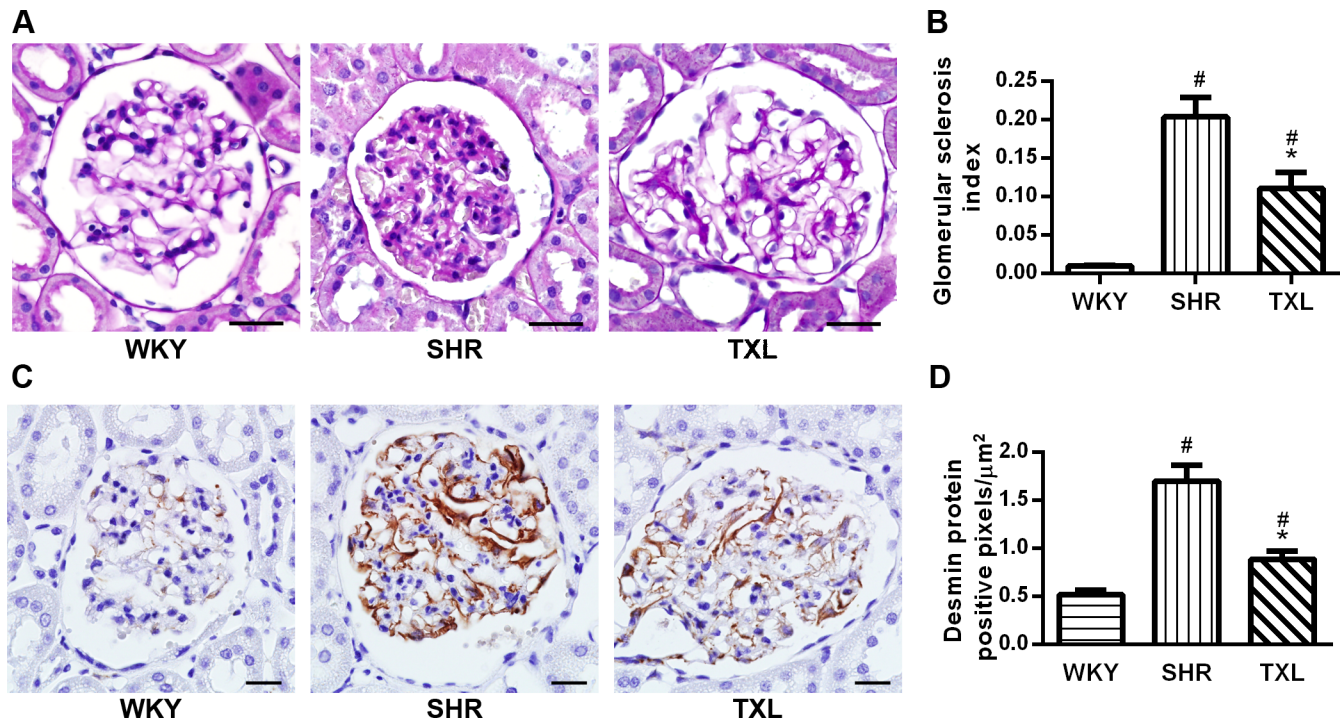 A
B
WKY
SHR
TXL
Glomerular sclerosis
index
0.25
0.20
0.15
0.10
0.05
0.00
#
#
*
WKY
SHR
TXL
C
D
WKY
SHR
TXL
Desmin protein
positive pixels/μm²
2.0
1.5
1.0
0.5
0.0
#
#
*
WKY
SHR
TXL